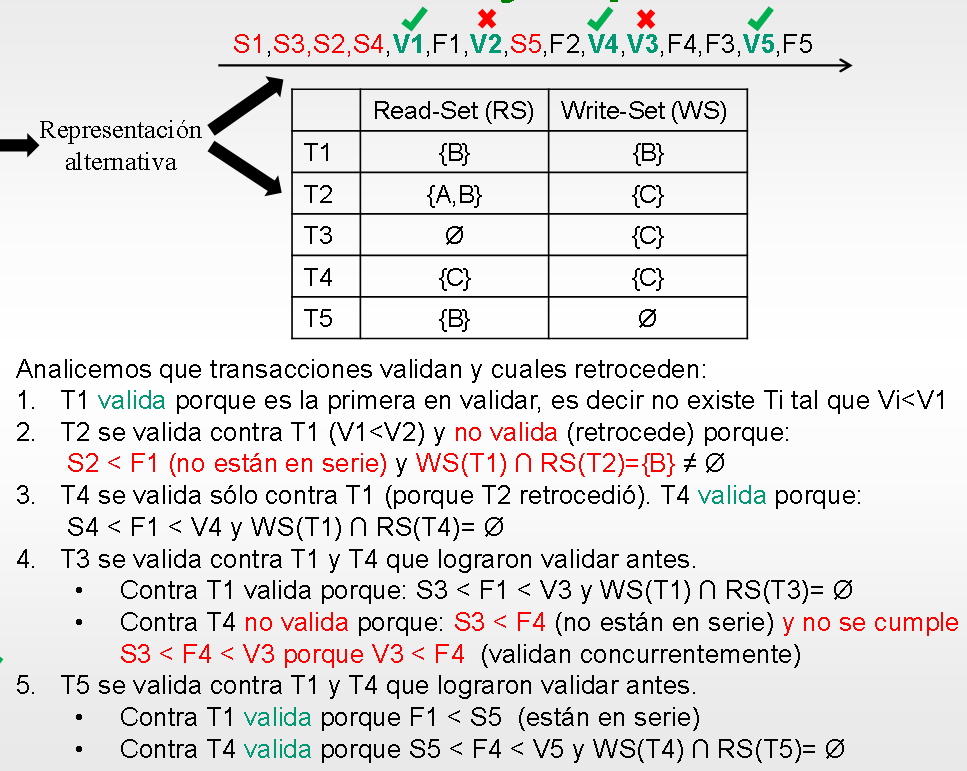 S1,S3,S2,S4,V1,F1,V2,S5,F2,V4,V3,F4,F3,V5,F5
Representación
alternativa
Read-Set (RS) Write-Set (WS)
T1 {B} {B}
T2 {A,B} {C}
T3 Ø {C}
T4 {C} {C}
T5 {B} Ø
Analicemos que transacciones validan y cuales retroceden:
1. T1 valida porque es la primera en validar, es decir no existe Ti tal que Vi<V1
2. T2 se valida contra T1 (V1<V2) y no valida (retrocede) porque:
S2 < F1 (no están en serie) y WS(T1) ∩ RS(T2)={B} ≠ Ø
3. T4 se valida sólo contra T1 (porque T2 retrocedió). T4 valida porque:
S4 < F1 < V4 y WS(T1) ∩ RS(T4)= Ø
4. T3 se valida contra T1 y T4 que lograron validar antes.
• Contra T1 valida porque: S3 < F1 < V3 y WS(T1) ∩ RS(T3)= Ø
• Contra T4 no valida porque: S3 < F4 (no están en serie) y no se cumple
S3 < F4 < V3 porque V3 < F4 (validan concurrentemente)
5. T5 se valida contra T1 y T4 que lograron validar antes.
• Contra T1 valida porque F1 < S5 (están en serie)
• Contra T4 valida porque S5 < F4 < V5 y WS(T4) ∩ RS(T5)= Ø